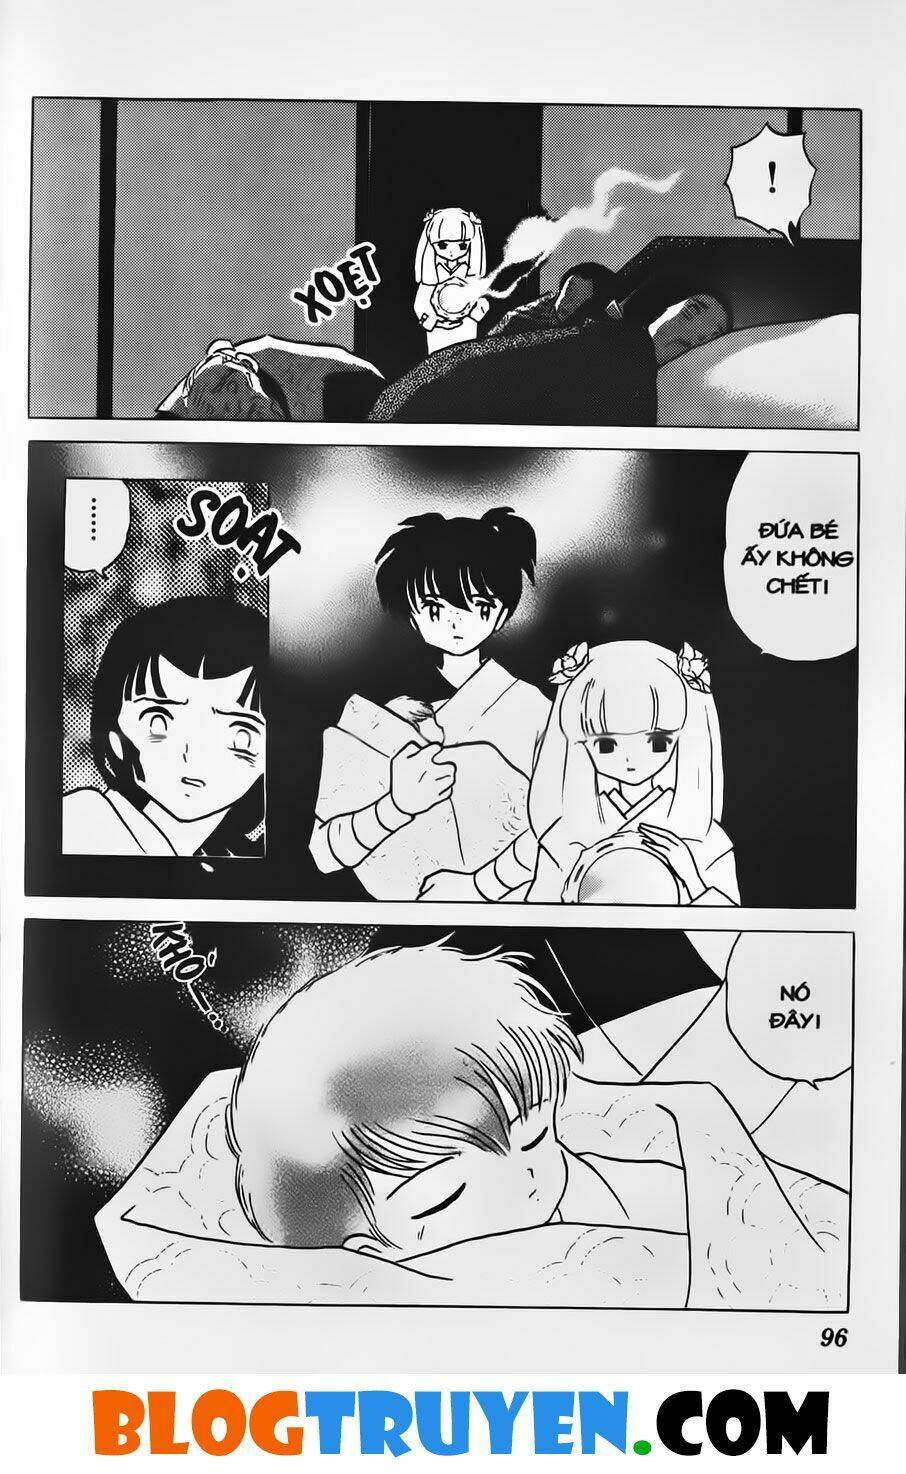 !
XOẸT
ĐỨA BÉ
ẤY KHÔNG
CHẾT!
SOẠT
........
NÓ
ĐÂY!
KHÒ—...
96
BLOGTRUYEN.COM